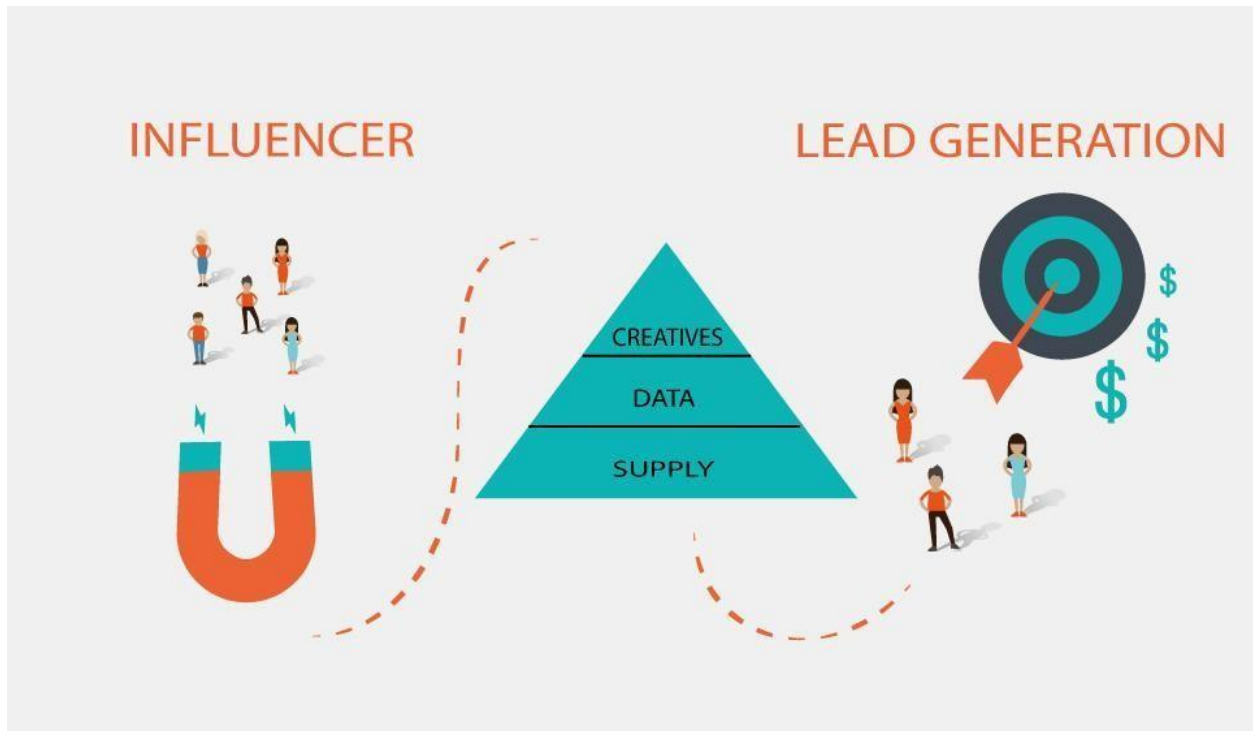 INFLUENCER
LEAD GENERATION
CREATIVES
DATA
SUPPLY
$
$
$